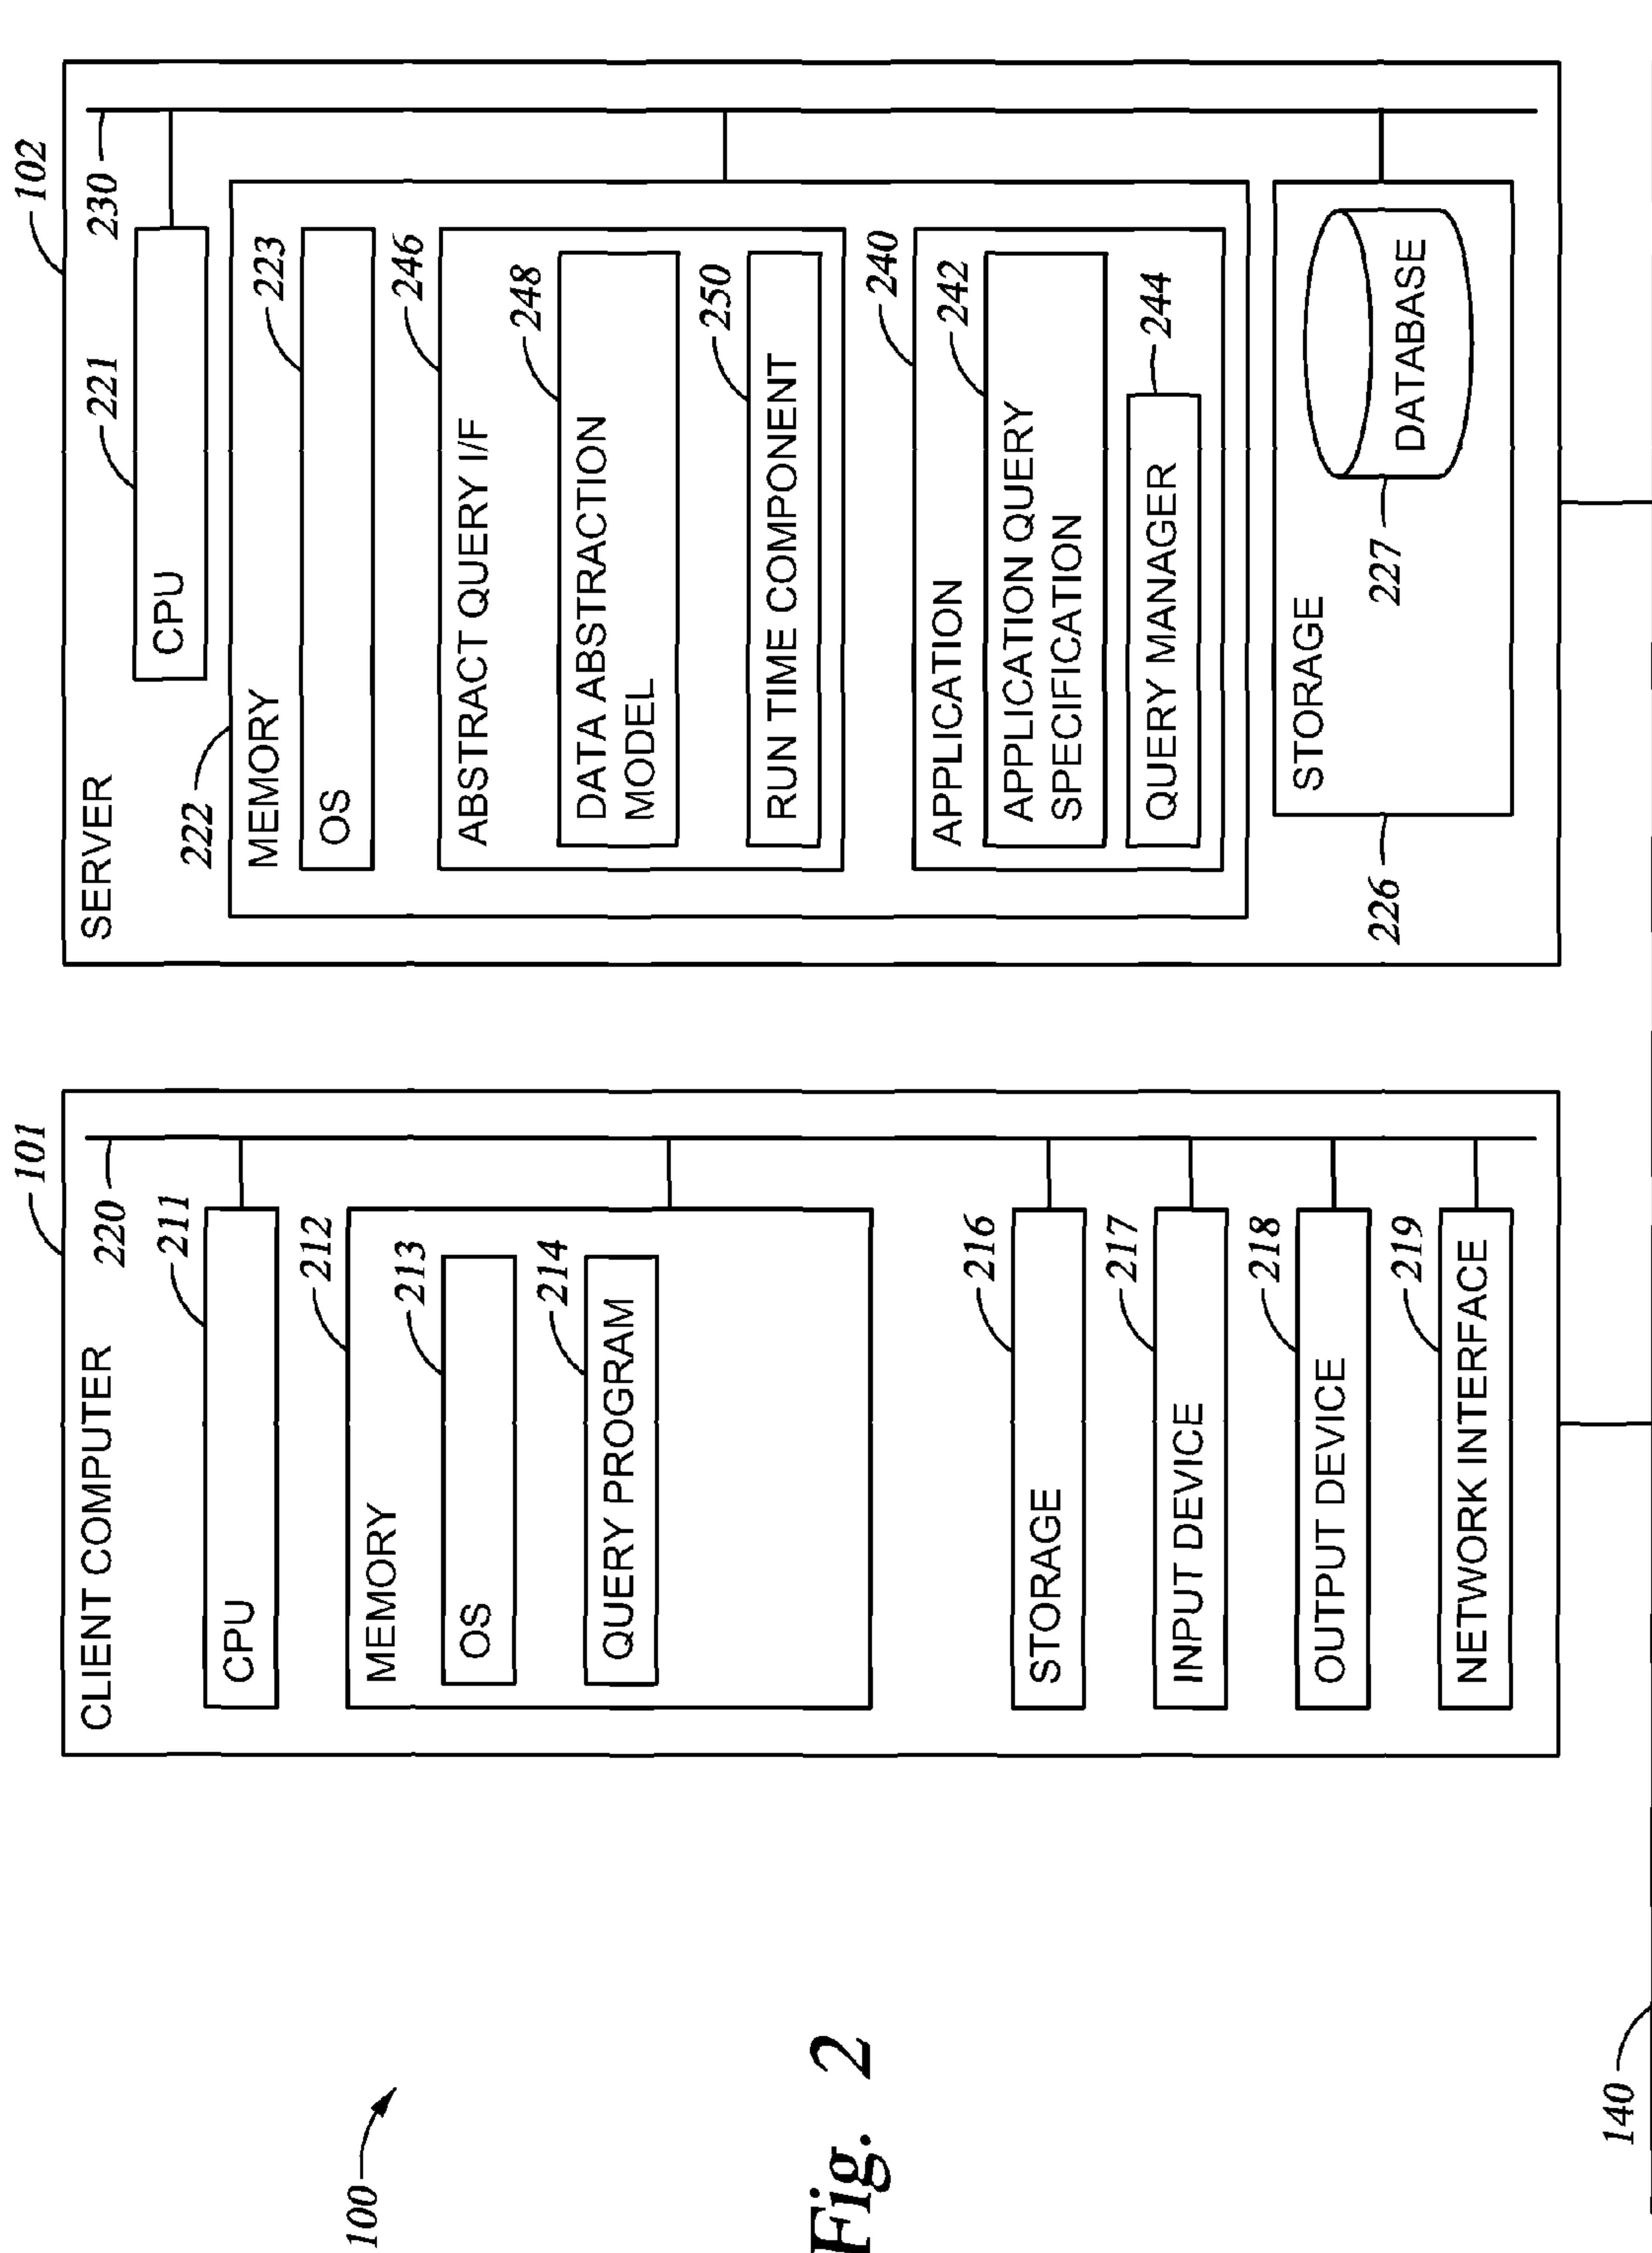 100
CLIENT COMPUTER
101
220
CPU
211
MEMORY
212
OS
213
QUERY PROGRAM
214
STORAGE
216
INPUT DEVICE
217
OUTPUT DEVICE
218
NETWORK INTERFACE
219
SERVER
102
230
221
CPU
222
MEMORY
223
OS
246
ABSTRACT QUERY I/F
248
DATA ABSTRACTION
MODEL
250
RUN TIME COMPONENT
240
APPLICATION
242
APPLICATION QUERY
SPECIFICATION
244
QUERY MANAGER
STORAGE
226
227
DATABASE
140
Fig. 2